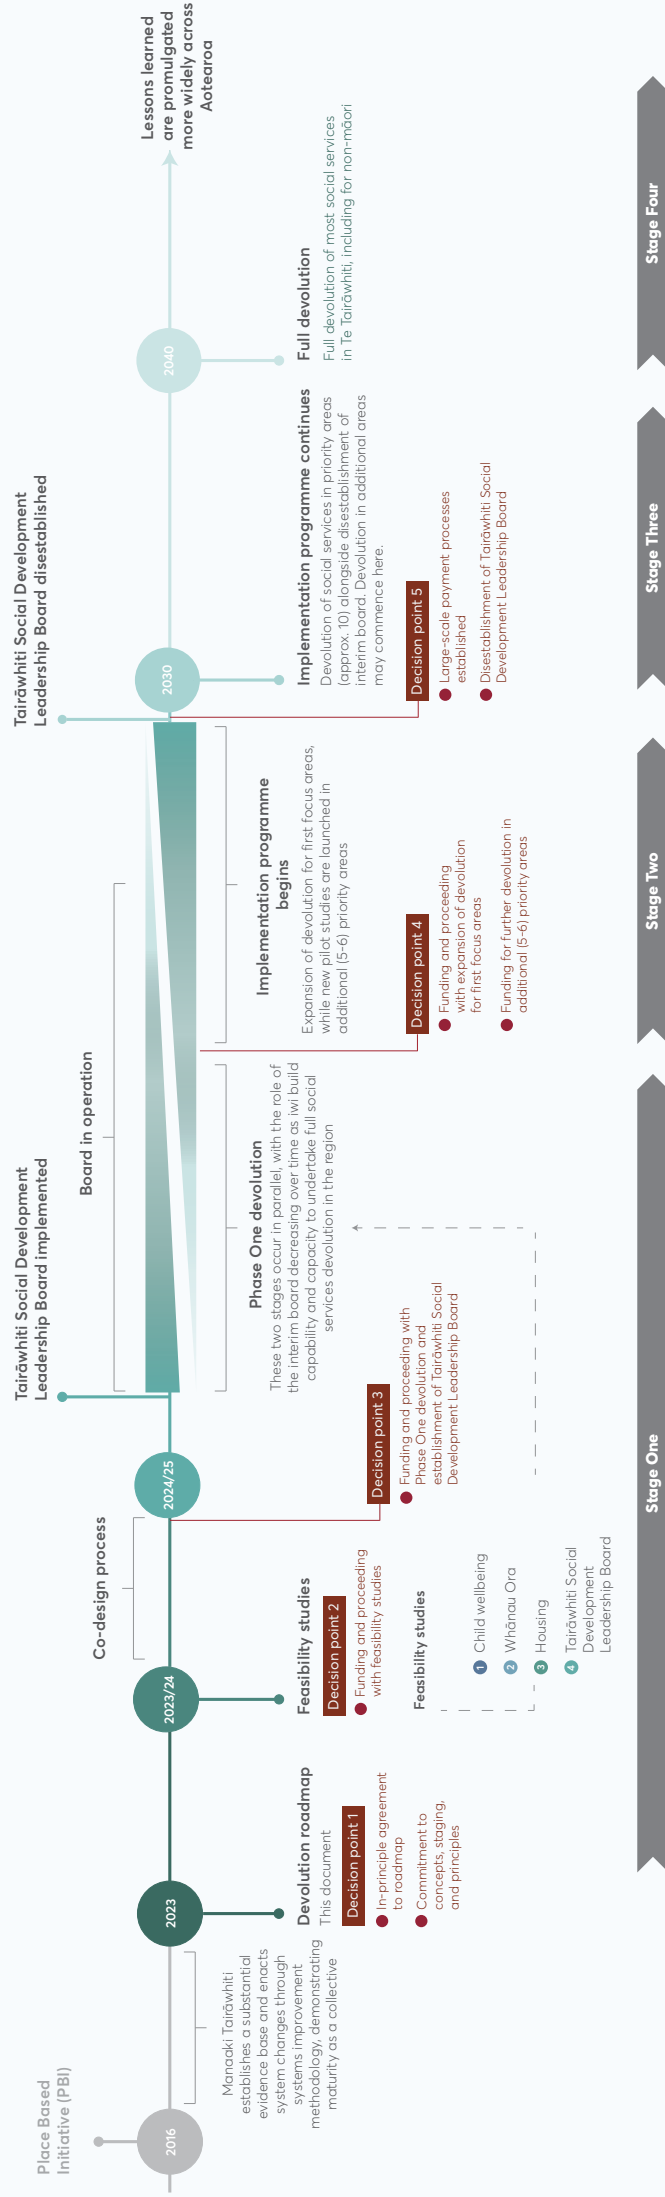 Place Based
Initiative (PBI)
2016
Manaaki Tairāwhiti
establishes a substantial
evidence base and enacts
system changes through
systems improvement
methodology, demonstrating
maturity as a collective
2023
Devolution roadmap
This document
Decision point 1
In-principle agreement
to roadmap
Commitment to
concepts, staging,
and principles
2023/24
Feasibility studies
Decision point 2
Funding and proceeding
with feasibility studies
Feasibility studies
1 Child wellbeing
2 Whānau Ora
3 Housing
4 Tairāwhiti Social
Development
Leadership Board
Co-design process
2024/25
Decision point 3
Funding and proceeding with
Phase One devolution and
establishment of Tairāwhiti Social
Development Leadership Board
Tairāwhiti Social Development
Leadership Board implemented
Board in operation
Phase One devolution
These two stages occur in parallel, with the role of
the interim board decreasing over time as iwi build
capability and capacity to undertake full social
services devolution in the region
Implementation programme
begins
Expansion of devolution for first focus areas,
while new pilot studies are launched in
additional (5-6) priority areas
Decision point 4
Funding and proceeding
with expansion of devolution
for first focus areas
Funding for further devolution in
additional (5-6) priority areas
Tairāwhiti Social Development
Leadership Board disestablished
2030
Implementation programme continues
Devolution of social services in priority areas
(approx. 10) alongside disestablishment of
interim board. Devolution in additional areas
may commence here.
Decision point 5
Large-scale payment processes
established
Disestablishment of Tairāwhiti Social
Development Leadership Board
2040
Full devolution
Full devolution of most social services
in Te Tairāwhiti, including for non-māori
Lessons learned
are promulgated
more widely across
Aotearoa
Stage One
Stage Two
Stage Three
Stage Four